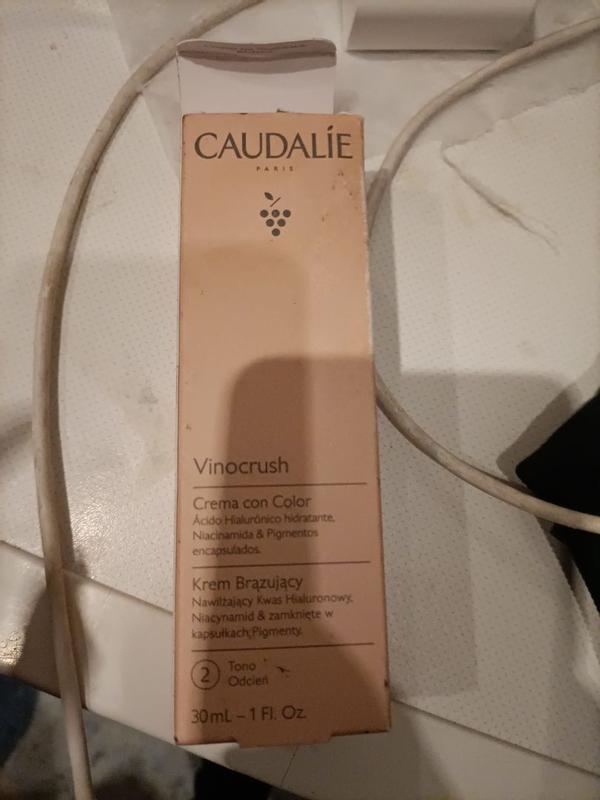 CAUDALÍE
PARIS
Vinocrush
Crema con Color
Ácido Hialurónico hidratante,
Niacinamida & Pigmentos
encapsulados.
Krem Brązujący
Nawilżający Kwas Hialuronowy,
Niacynamid & zamknięte w
kapsułkach Pigmenty.
2 Tono
Odcień
30mL – 1 Fl. Oz.